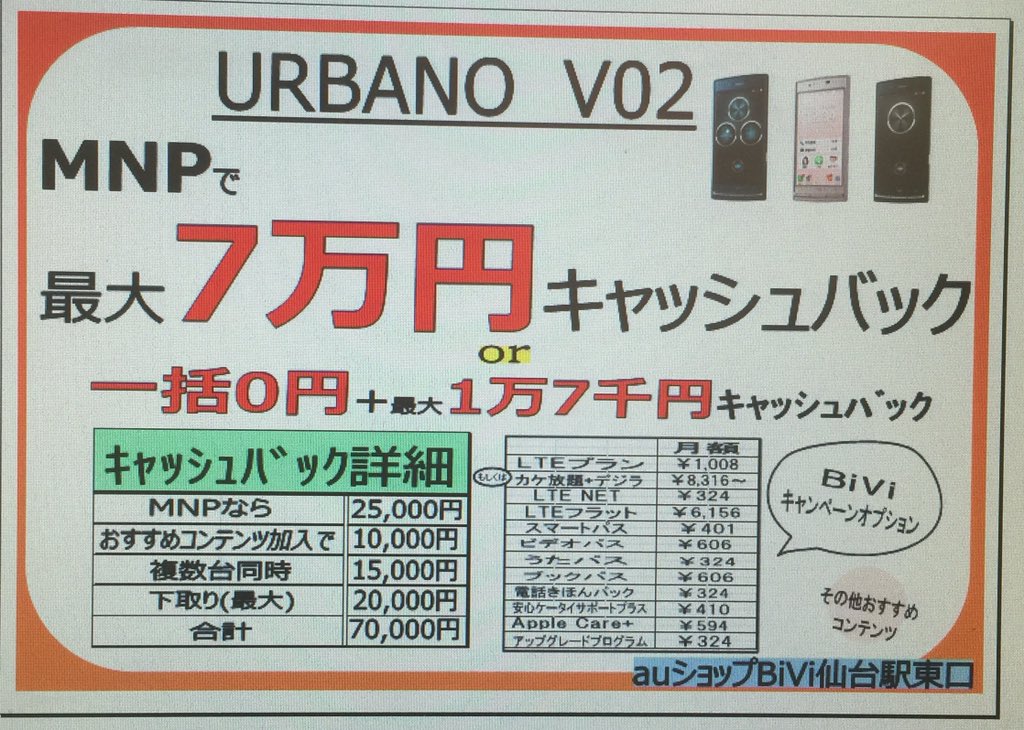 URBANO V02
MNPで
最大7万円キャッシュバック
or
一括0円+最大1万7千円キャッシュバック
キャッシュバック詳細
MNPなら 25,000円
おすすめコンテンツ加入で 10,000円
複数台同時 15,000円
下取り(最大) 20,000円
合計 70,000円
もしくは
月額
LTEプラン ¥1,008
カケ放題+デジラ ¥8,316~
LTE NET ¥324
LTEフラット ¥6,156
スマートパス ¥401
ビデオパス ¥606
うたパス ¥324
ブックパス ¥606
電話きほんパック ¥324
安心ケータイサポートプラス ¥410
Apple Care+ ¥594
アップグレードプログラム ¥324
BiVi
キャンペーンオプション
その他おすすめ
コンテンツ
auショップBiVi仙台駅東口